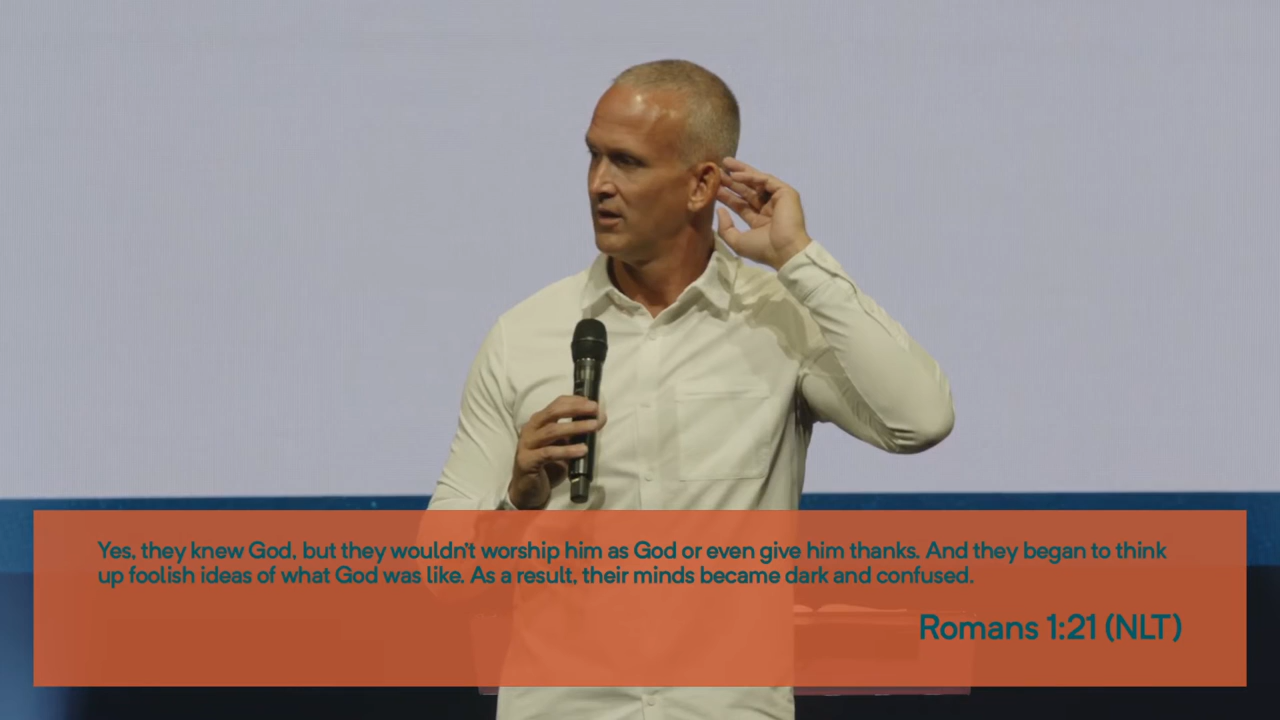 Yes, they knew God, but they wouldn't worship him as God or even give him thanks. And they began to think
up foolish ideas of what God was like. As a result, their minds became dark and confused.
Romans 1:21 (NLT)